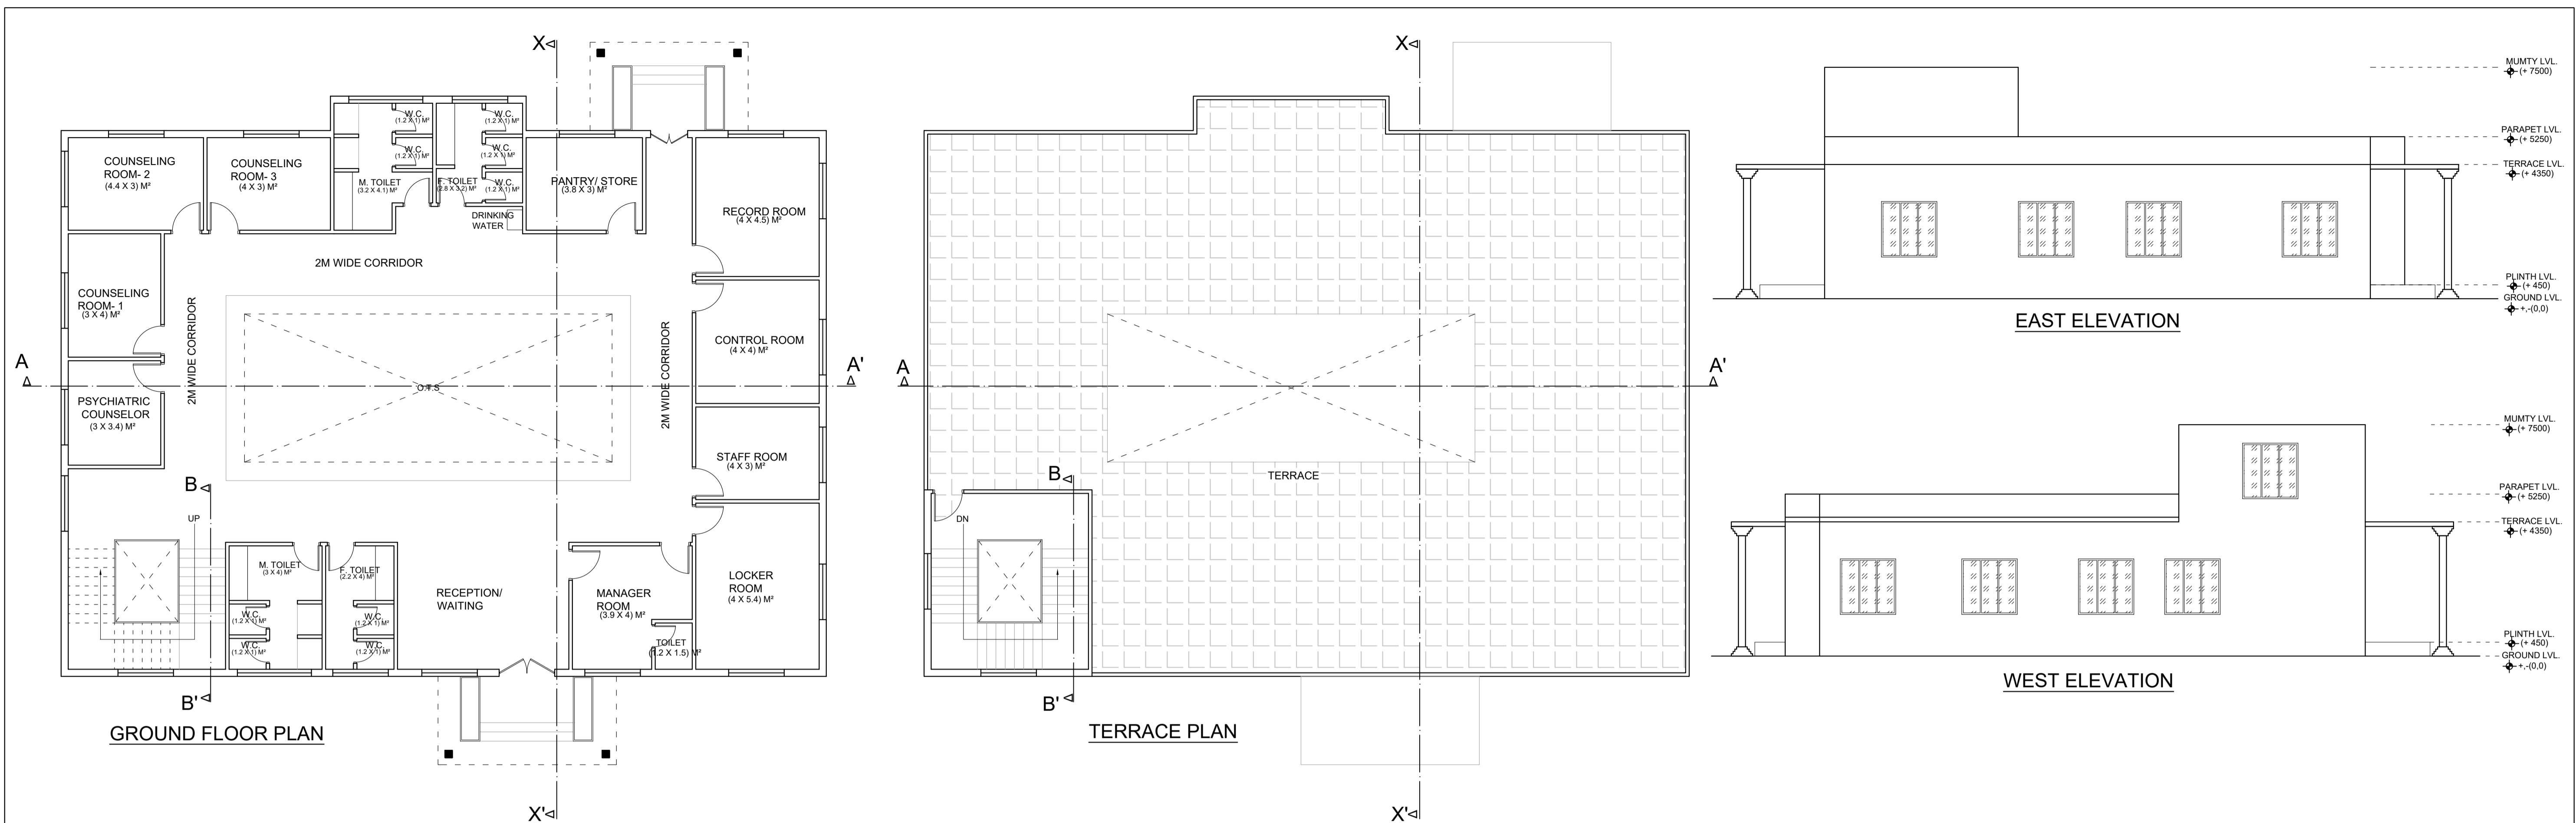 X
COUNSELING
ROOM- 2
(4.4 X 3) M²
COUNSELING
ROOM- 3
(4 X 3) M²
M. TOILET
(3.2 X 4.1) M²
W.C.
(1.2 X 1) M²
W.C.
(1.2 X 1) M²
W.C.
(1.2 X 1) M²
W.C.
(1.2 X 1) M²
W.C.
(1.2 X 1) M²
F. TOILET
(2.8 X 3.2) M²
DRINKING
WATER
PANTRY/ STORE
(3.8 X 3) M²
RECORD ROOM
(4 X 4.5) M²
2M WIDE CORRIDOR
COUNSELING
ROOM- 1
(3 X 4) M²
2M WIDE CORRIDOR
2M WIDE CORRIDOR
CONTROL ROOM
(4 X 4) M²
A
A'
O.T.S
PSYCHIATRIC
COUNSELOR
(3 X 3.4) M²
STAFF ROOM
(4 X 3) M²
B
UP
M. TOILET
(3 X 4) M²
F. TOILET
(2.2 X 4) M²
W.C.
(1.2 X 1) M²
W.C.
(1.2 X 1) M²
W.C.
(1.2 X 1) M²
W.C.
(1.2 X 1) M²
RECEPTION/
WAITING
MANAGER
ROOM
(3.9 X 4) M²
TOILET
(1.2 X 1.5) M²
LOCKER
ROOM
(4 X 5.4) M²
B'
GROUND FLOOR PLAN
X'
X
A
A'
TERRACE
B
DN
B'
TERRACE PLAN
X'
MUMTY LVL.
(+ 7500)
PARAPET LVL.
(+ 5250)
TERRACE LVL.
(+ 4350)
PLINTH LVL.
(+ 450)
GROUND LVL.
+,-(0,0)
EAST ELEVATION
MUMTY LVL.
(+ 7500)
PARAPET LVL.
(+ 5250)
TERRACE LVL.
(+ 4350)
PLINTH LVL.
(+ 450)
GROUND LVL.
+,-(0,0)
WEST ELEVATION